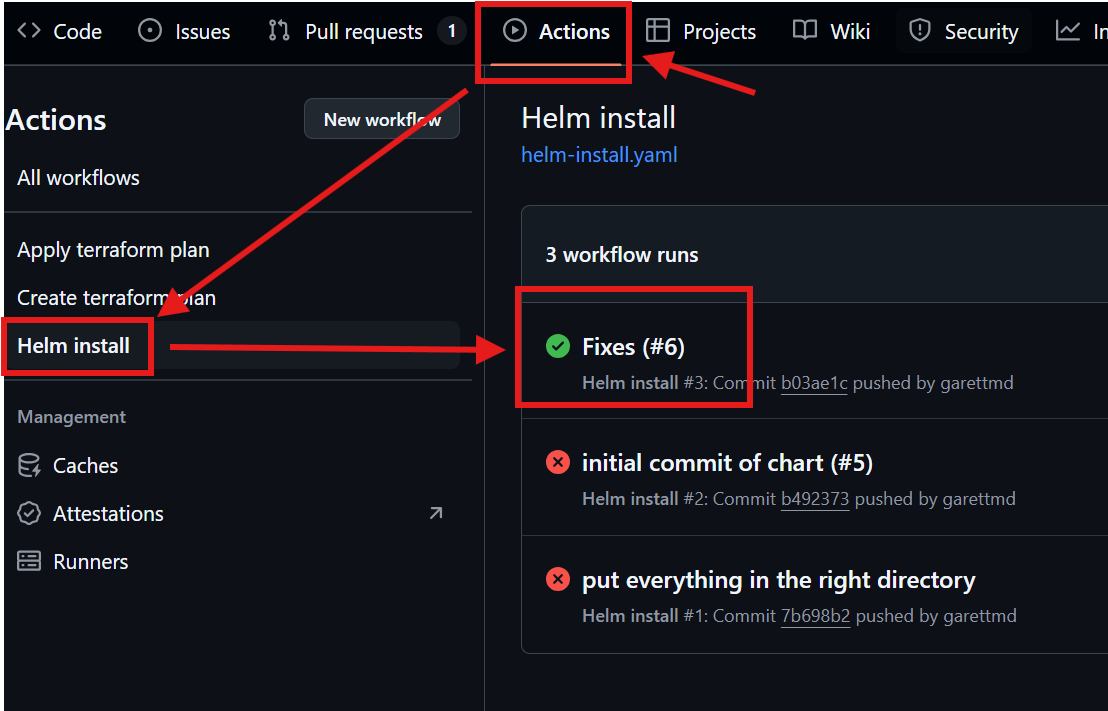 Code Issues Pull requests 1 Actions Projects Wiki Security In
Actions
New workflow
All workflows
Apply terraform plan
Create terraform plan
Helm install
Management
Caches
Attestations
Runners
Helm install
helm-install.yaml
3 workflow runs
Fixes (#6)
Helm install #3: Commit b03ae1c pushed by garettmd
initial commit of chart (#5)
Helm install #2: Commit b492373 pushed by garettmd
put everything in the right directory
Helm install #1: Commit 7b698b2 pushed by garettmd